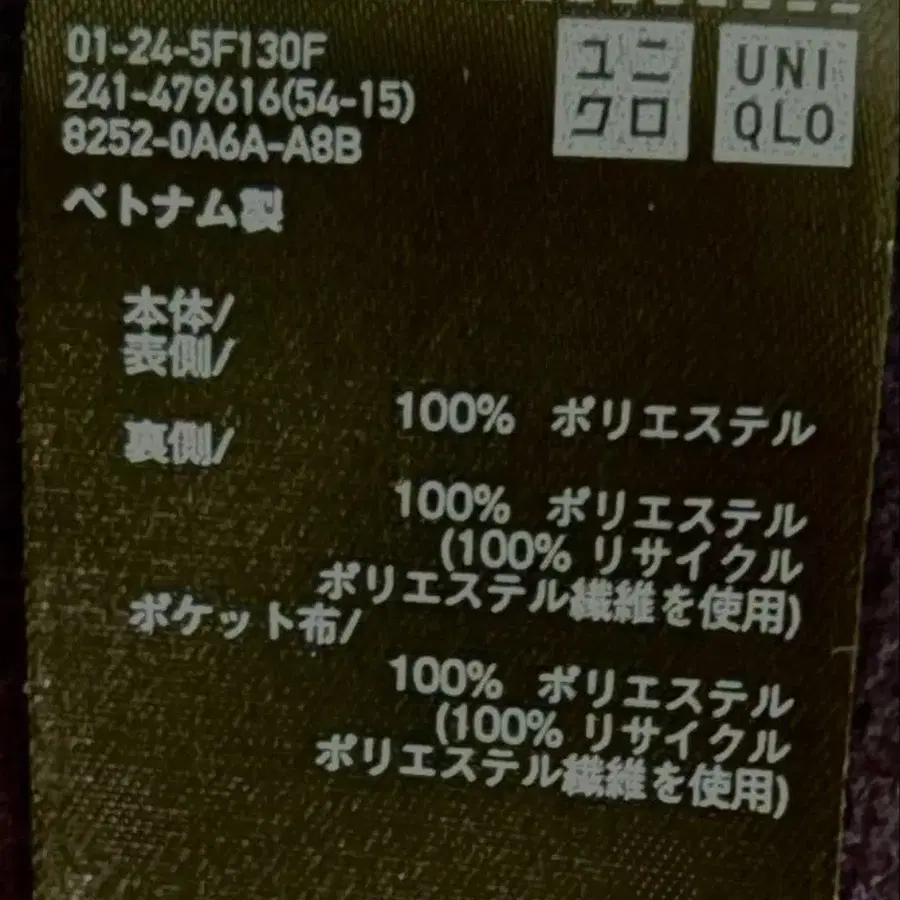 01-24-5F130F
241-479616(54-15)
8252-0A6A-A8B
ユニ
クロ
UNI
QLO
ベトナム製
本体/
表側/
100% ポリエステル
裏側/
100% ポリエステル
(100% リサイクル
ポリエステル繊維を使用)
ポケット布/
100% ポリエステル
(100% リサイクル
ポリエステル繊維を使用)